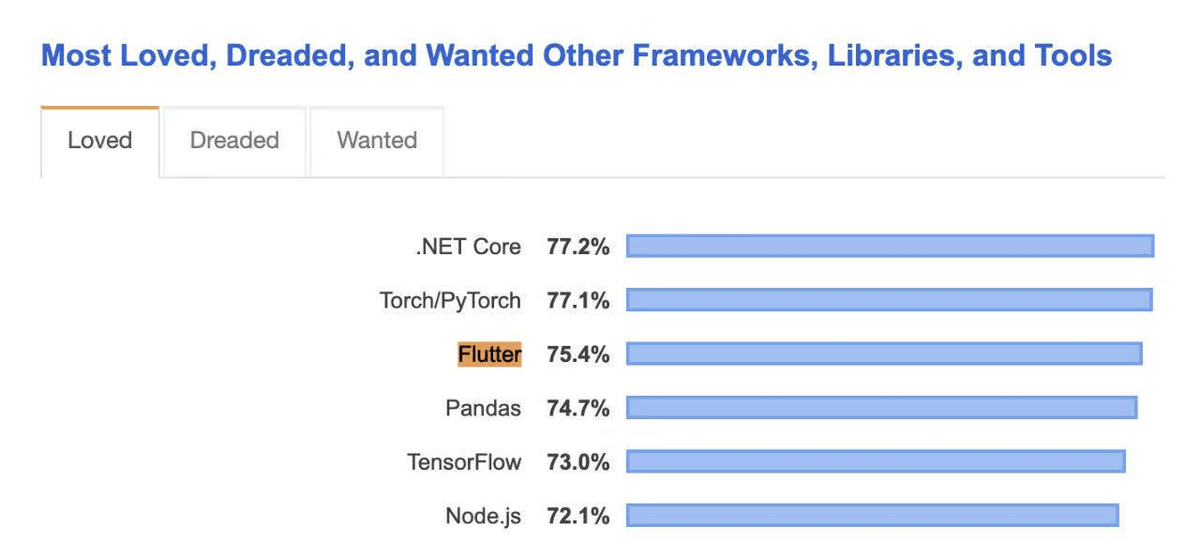 Most Loved, Dreaded, and Wanted Other Frameworks, Libraries, and Tools
Loved Dreaded Wanted
.NET Core 77.2%
Torch/PyTorch 77.1%
Flutter 75.4%
Pandas 74.7%
TensorFlow 73.0%
Node.js 72.1%